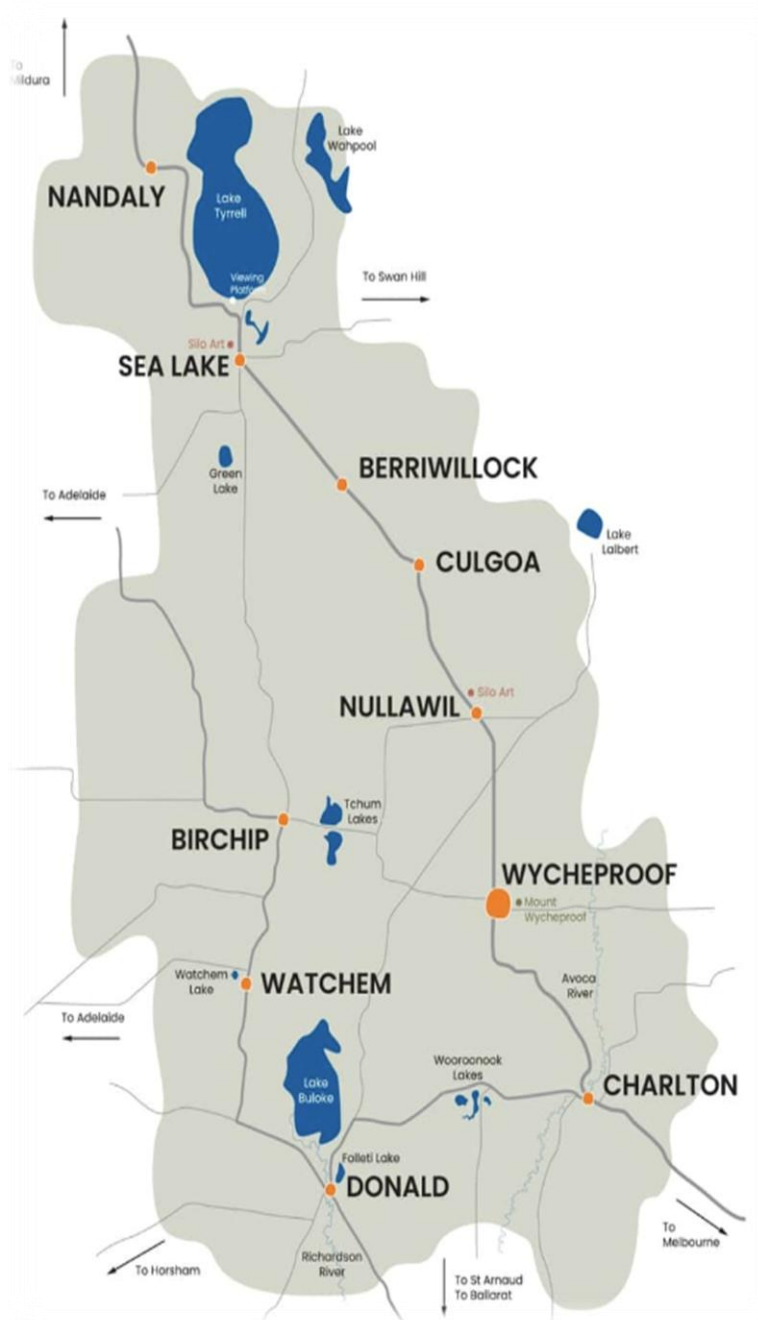 To
Mildura
Lake
Wahpool
NANDALY
Lake
Tyrrell
Viewing
Platform
To Swan Hill
Silo Art
SEA LAKE
BERRIWILLOCK
Green
Lake
To Adelaide
CULGOA
Lake
Lalbert
Silo Art
NULLAWIL
Tchum
Lakes
BIRCHIP
WYCHEPROOF
Mount
Wycheproof
Watchem
Lake
WATCHEM
Avoca
River
To Adelaide
Wooroonook
Lakes
Lake
Buloke
CHARLTON
Folleti Lake
DONALD
To
Melbourne
Richardson
River
To Horsham
To St Arnaud
To Ballarat